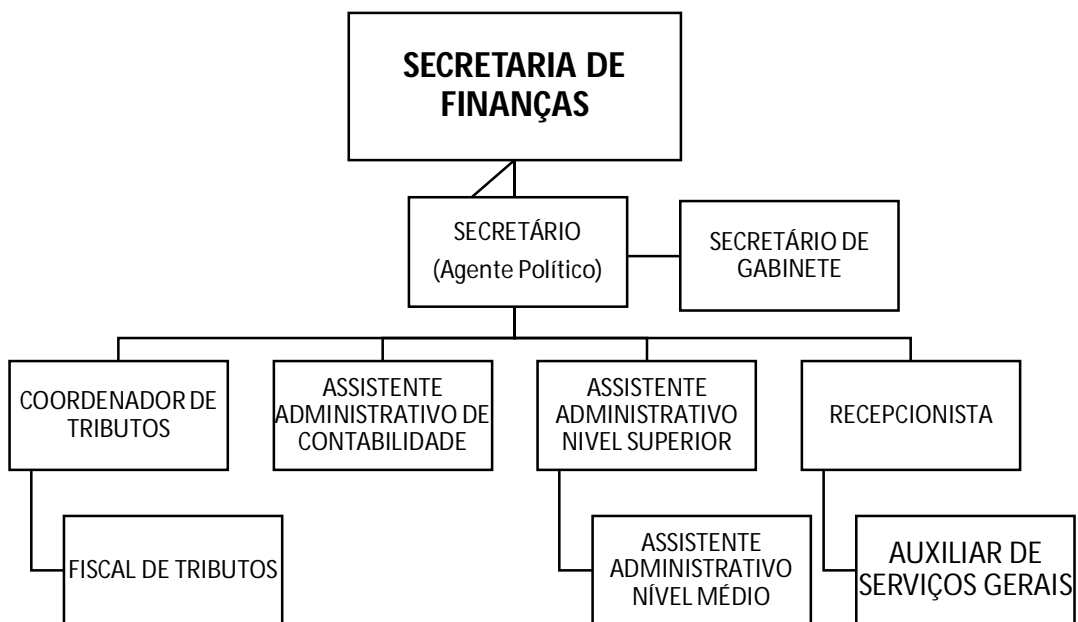 SECRETARIA DE
FINANÇAS
SECRETÁRIO
(Agente Político)
SECRETÁRIO DE
GABINETE
COORDENADOR DE
TRIBUTOS
ASSISTENTE
ADMINISTRATIVO DE
CONTABILIDADE
ASSISTENTE
ADMINISTRATIVO
NIVEL SUPERIOR
RECEPCIONISTA
FISCAL DE TRIBUTOS
ASSISTENTE
ADMINISTRATIVO
NÍVEL MÉDIO
AUXILIAR DE
SERVIÇOS GERAIS